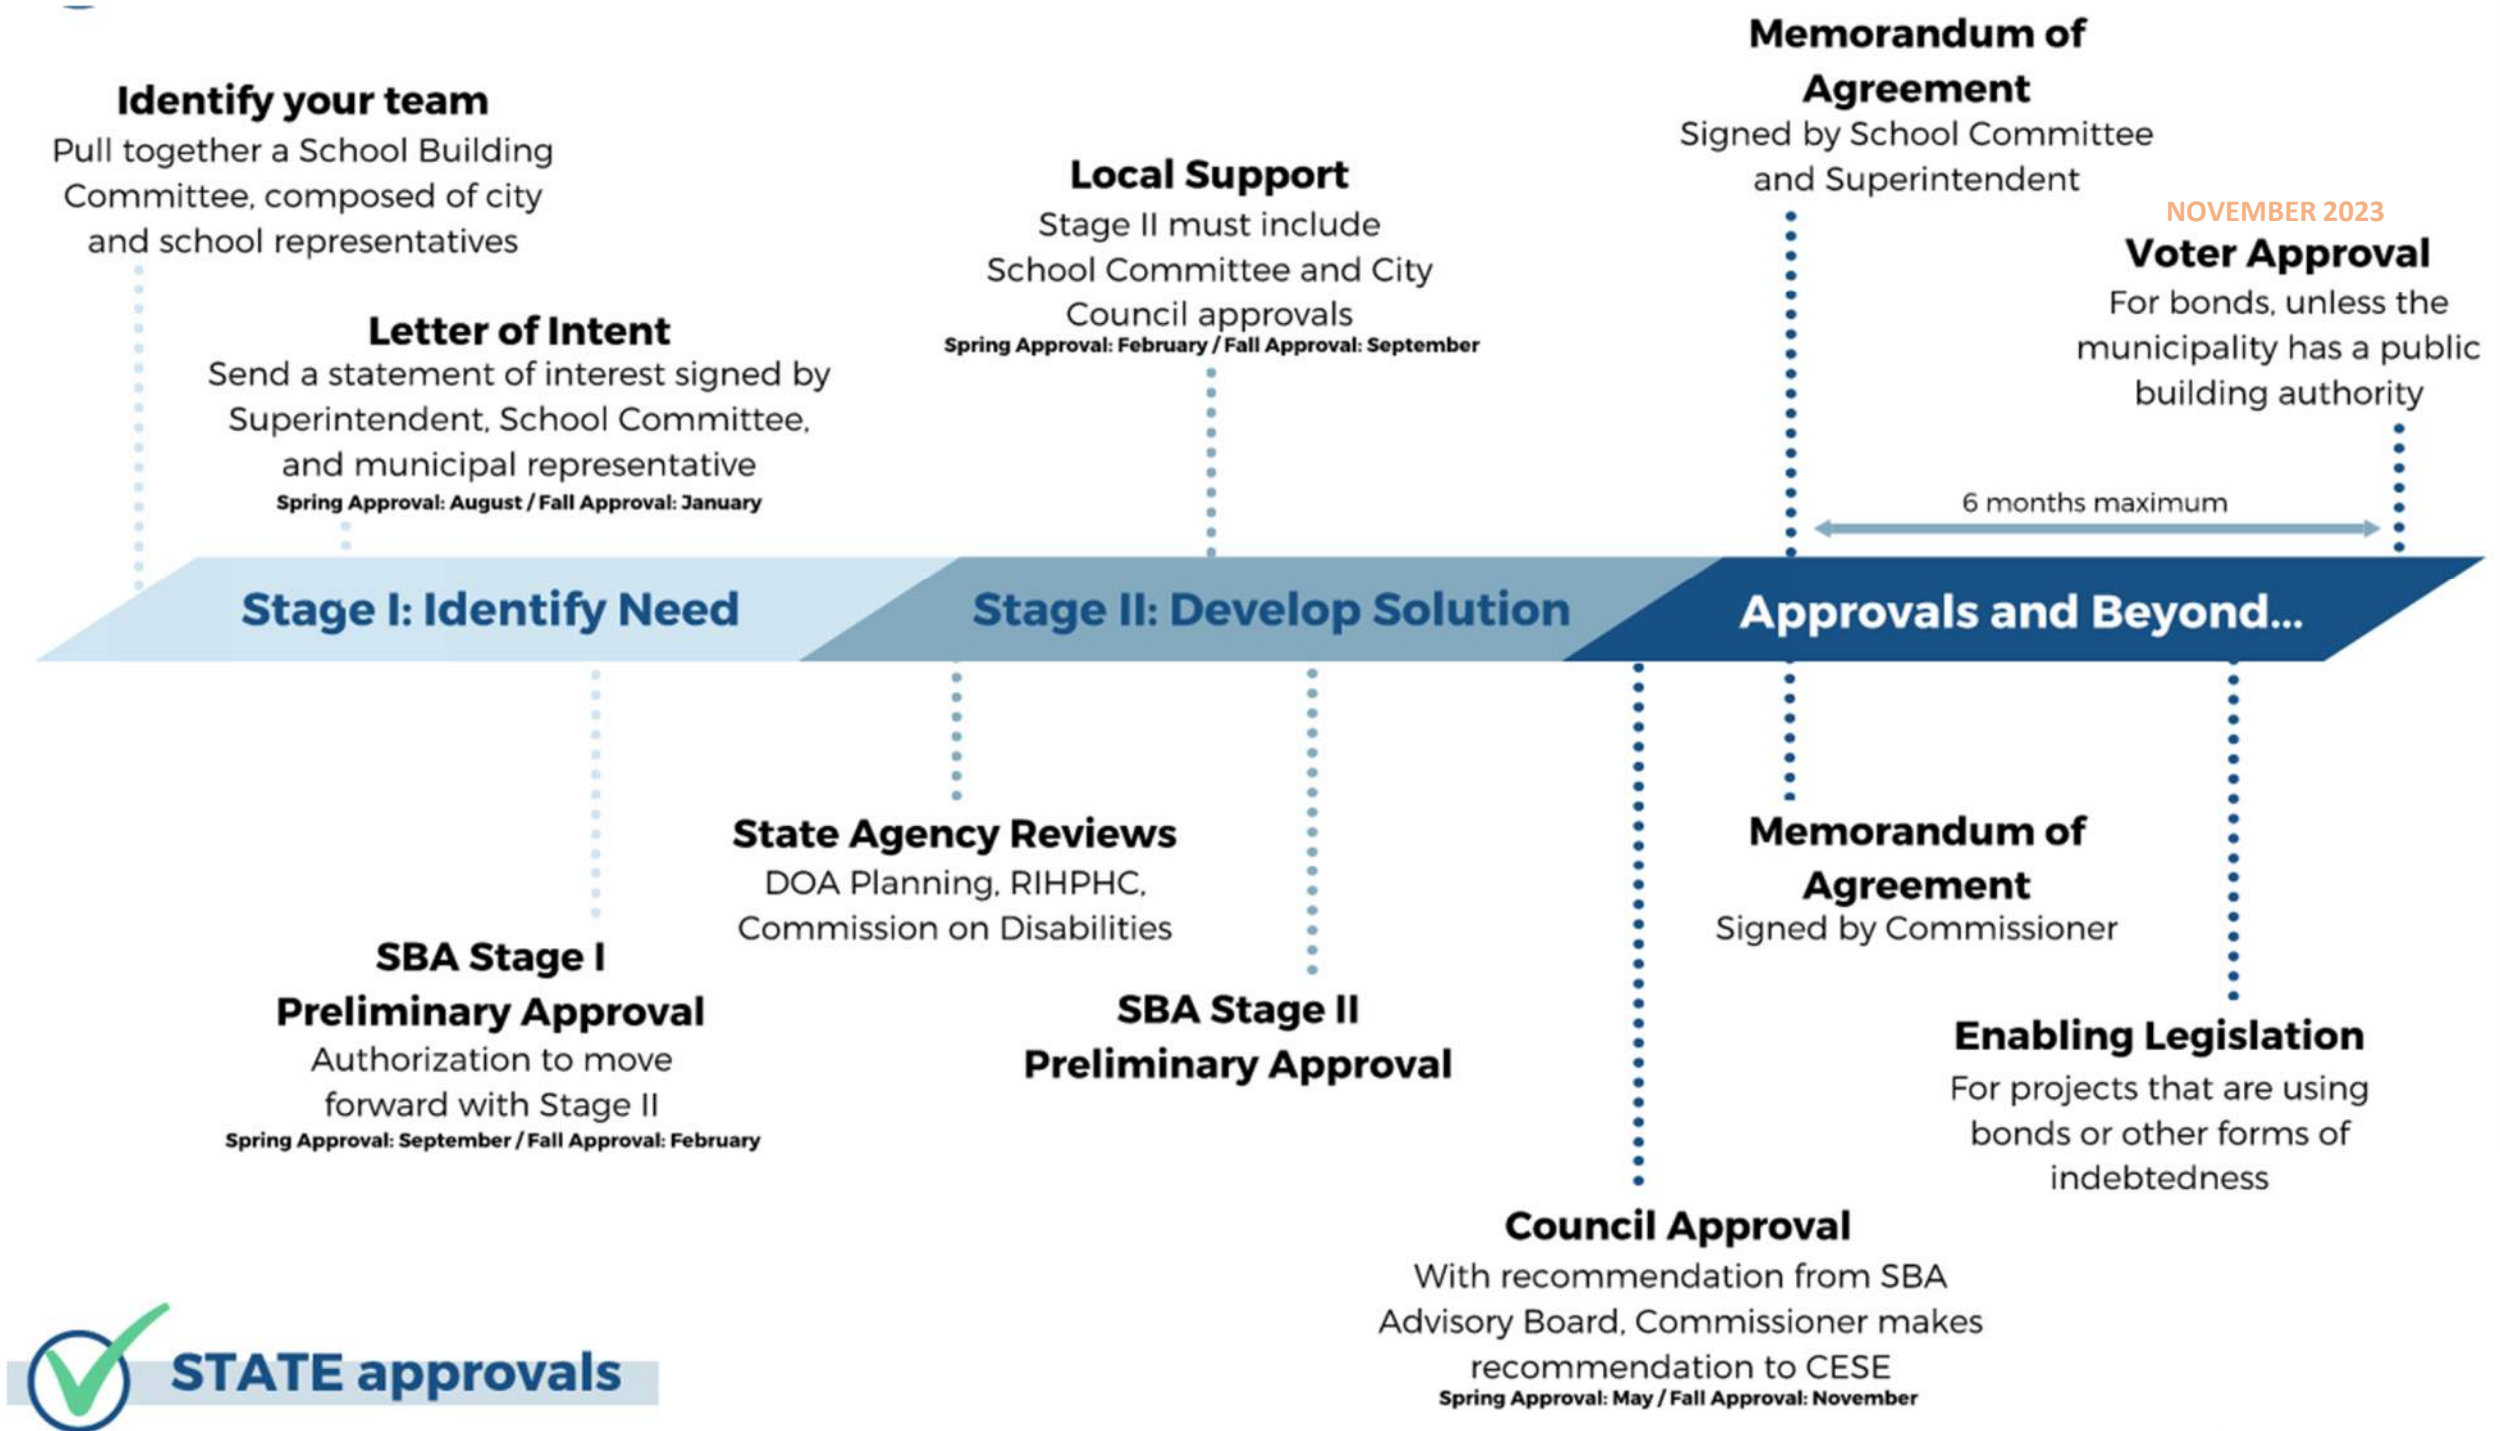 Identify your team
Pull together a School Building
Committee, composed of city
and school representatives
Letter of Intent
Send a statement of interest signed by
Superintendent, School Committee,
and municipal representative
Spring Approval: August / Fall Approval: January
Local Support
Stage II must include
School Committee and City
Council approvals
Spring Approval: February / Fall Approval: September
Memorandum of
Agreement
Signed by School Committee
and Superintendent
NOVEMBER 2023
Voter Approval
For bonds, unless the
municipality has a public
building authority
6 months maximum
Stage I: Identify Need
Stage II: Develop Solution
Approvals and Beyond...
SBA Stage I
Preliminary Approval
Authorization to move
forward with Stage II
Spring Approval: September / Fall Approval: February
State Agency Reviews
DOA Planning, RIHPHC,
Commission on Disabilities
SBA Stage II
Preliminary Approval
Council Approval
With recommendation from SBA
Advisory Board, Commissioner makes
recommendation to CESE
Spring Approval: May / Fall Approval: November
Memorandum of
Agreement
Signed by Commissioner
Enabling Legislation
For projects that are using
bonds or other forms of
indebtedness
STATE approvals